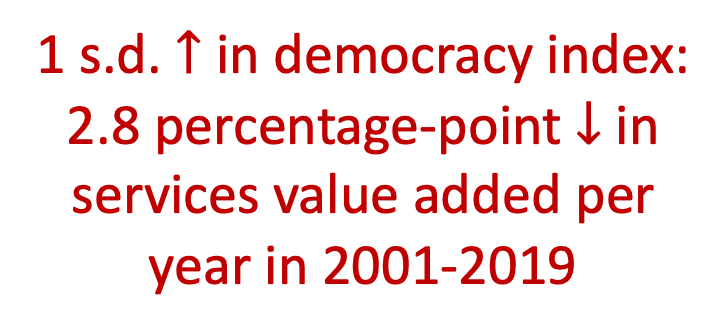 1 s.d. ↑ in democracy index:
2.8 percentage-point ↓ in
services value added per
year in 2001-2019